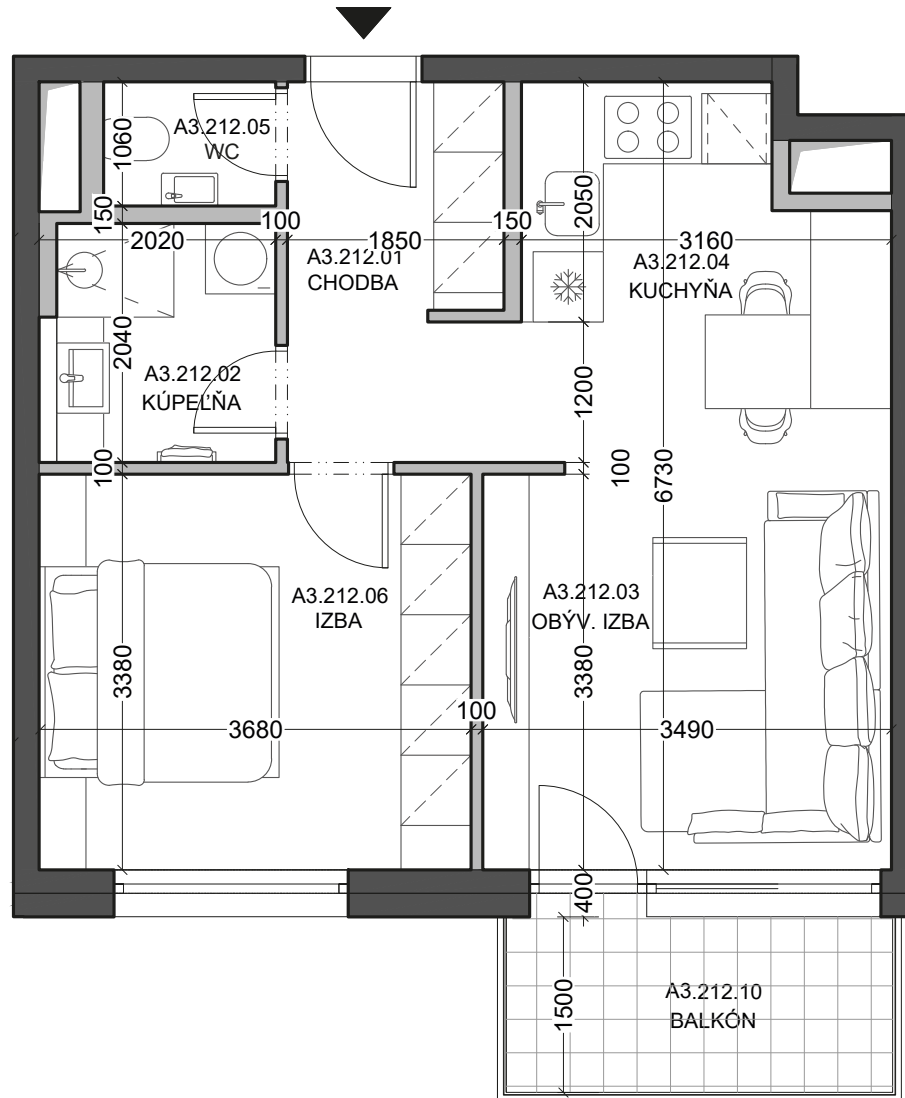 A3.212.05
WC
1060
150
100
2020
1850
150
2050
3160
A3.212.01
CHODBA
A3.212.04
KUCHYŇA
2040
A3.212.02
KÚPEĽŇA
1200
100
100
6730
A3.212.06
IZBA
A3.212.03
OBÝV. IZBA
3380
3380
3680
100
3490
400
1500
A3.212.10
BALKÓN